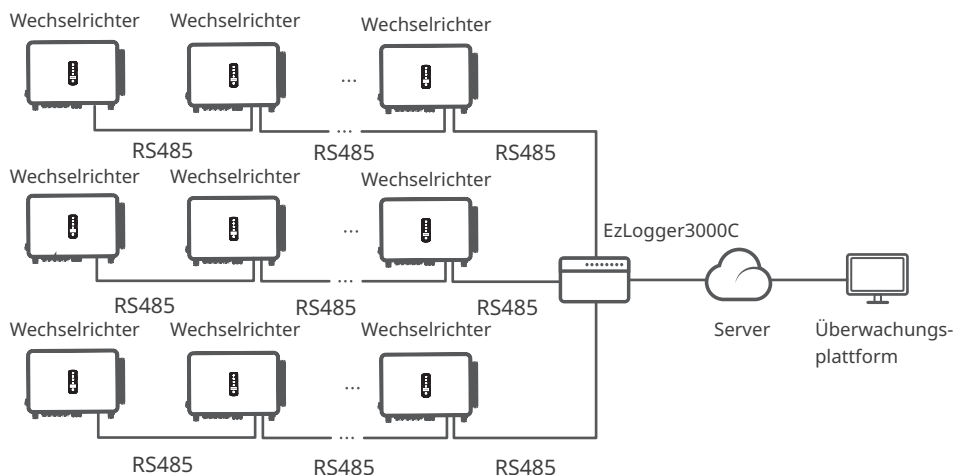 Wechselrichter Wechselrichter Wechselrichter
...
...
RS485 RS485 RS485
Wechselrichter Wechselrichter Wechselrichter
...
EzLogger3000C
...
RS485 RS485 RS485
Server Überwachungs-
plattform
Wechselrichter Wechselrichter Wechselrichter
...
...
RS485 RS485 RS485